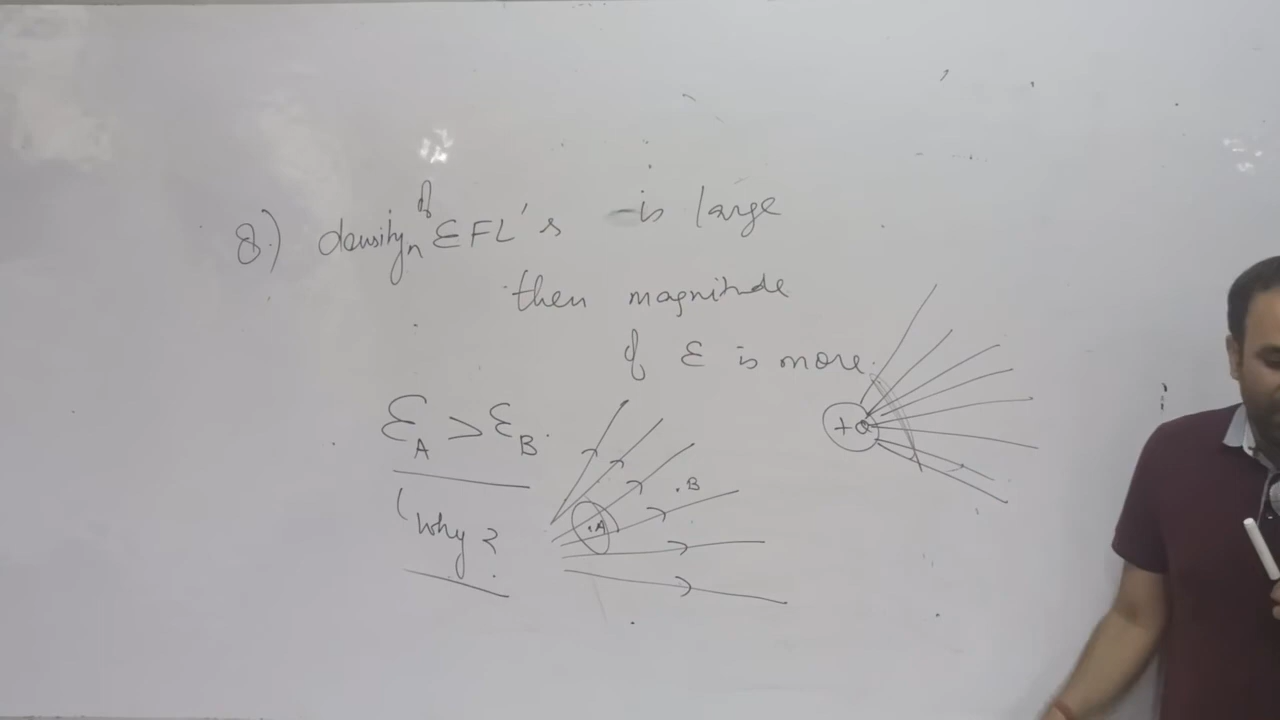 8.) density of EFL's is large
then magnitude
of E is more.
E_A > E_B.
(why?
A
B
+Q